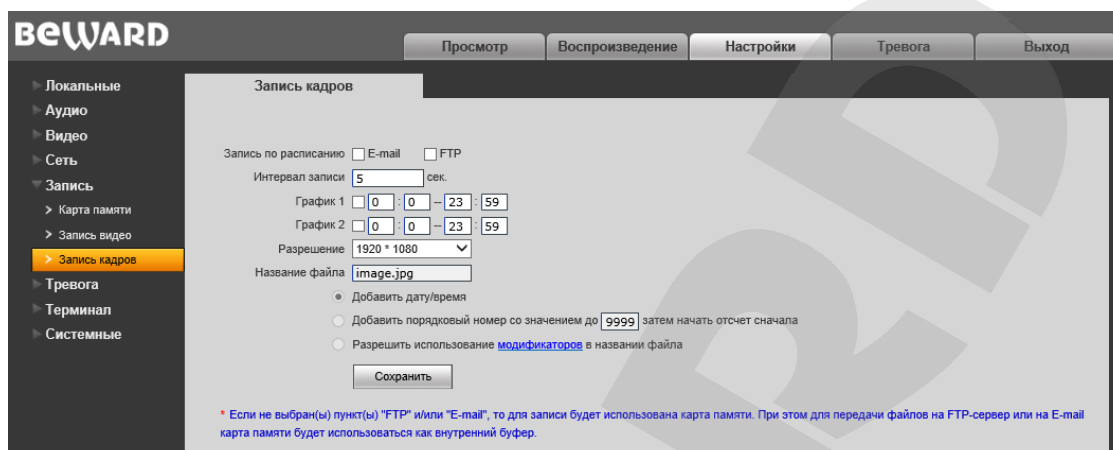 BEWARD
Просмотр Воспроизведение Настройки Тревога Выход
Локальные
Аудио
Видео
Сеть
Запись
Карта памяти
Запись видео
Запись кадров
Тревога
Терминал
Системные
Запись кадров
Запись по расписанию E-mail FTP
Интервал записи 5 сек.
График 1 0 : 0 -- 23 : 59
График 2 0 : 0 -- 23 : 59
Разрешение 1920 * 1080
Название файла image.jpg
Добавить дату/время
Добавить порядковый номер со значением до 9999 затем начать отсчет сначала
Разрешить использование модификаторов в названии файла
Сохранить
* Если не выбран(ы) пункт(ы) "FTP" и/или "E-mail", то для записи будет использована карта памяти. При этом для передачи файлов на FTP-сервер или на E-mail
карта памяти будет использоваться как внутренний буфер.